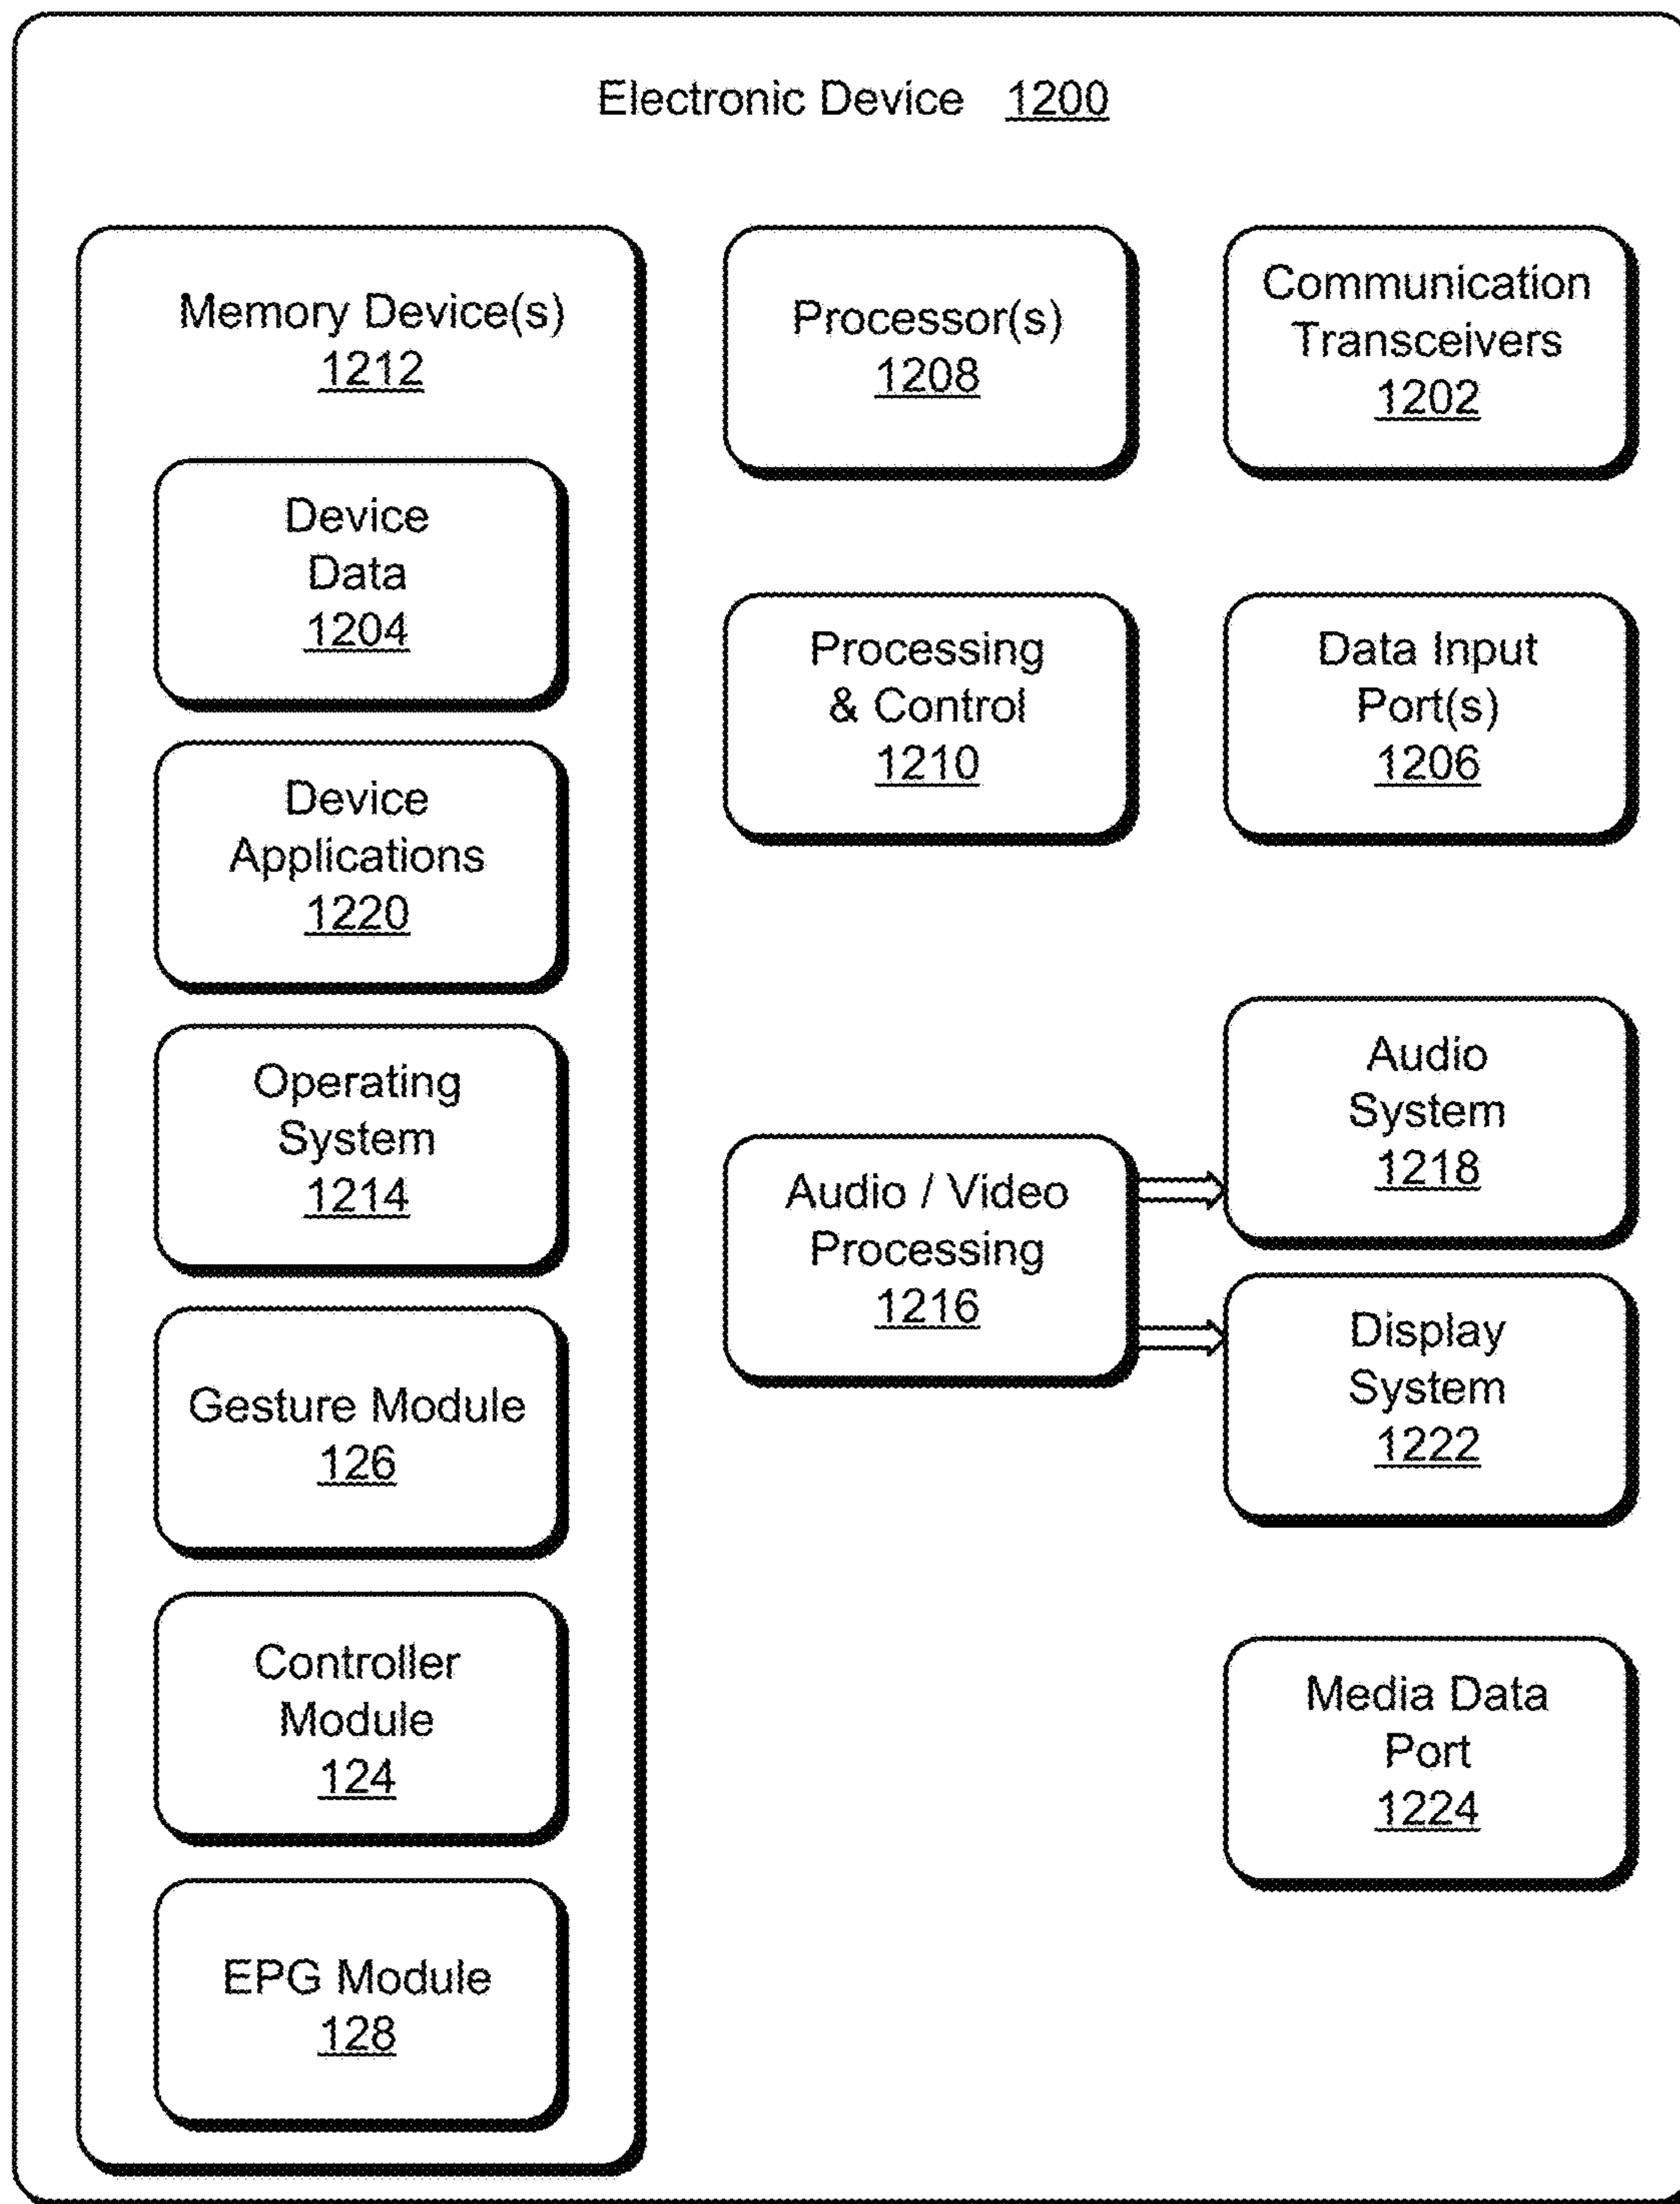 Electronic Device 1200
Memory Device(s)
1212
Device
Data
1204
Device
Applications
1220
Operating
System
1214
Gesture Module
126
Controller
Module
124
EPG Module
128
Processor(s)
1208
Processing
& Control
1210
Audio / Video
Processing
1216
Communication
Transceivers
1202
Data Input
Port(s)
1206
Audio
System
1218
Display
System
1222
Media Data
Port
1224